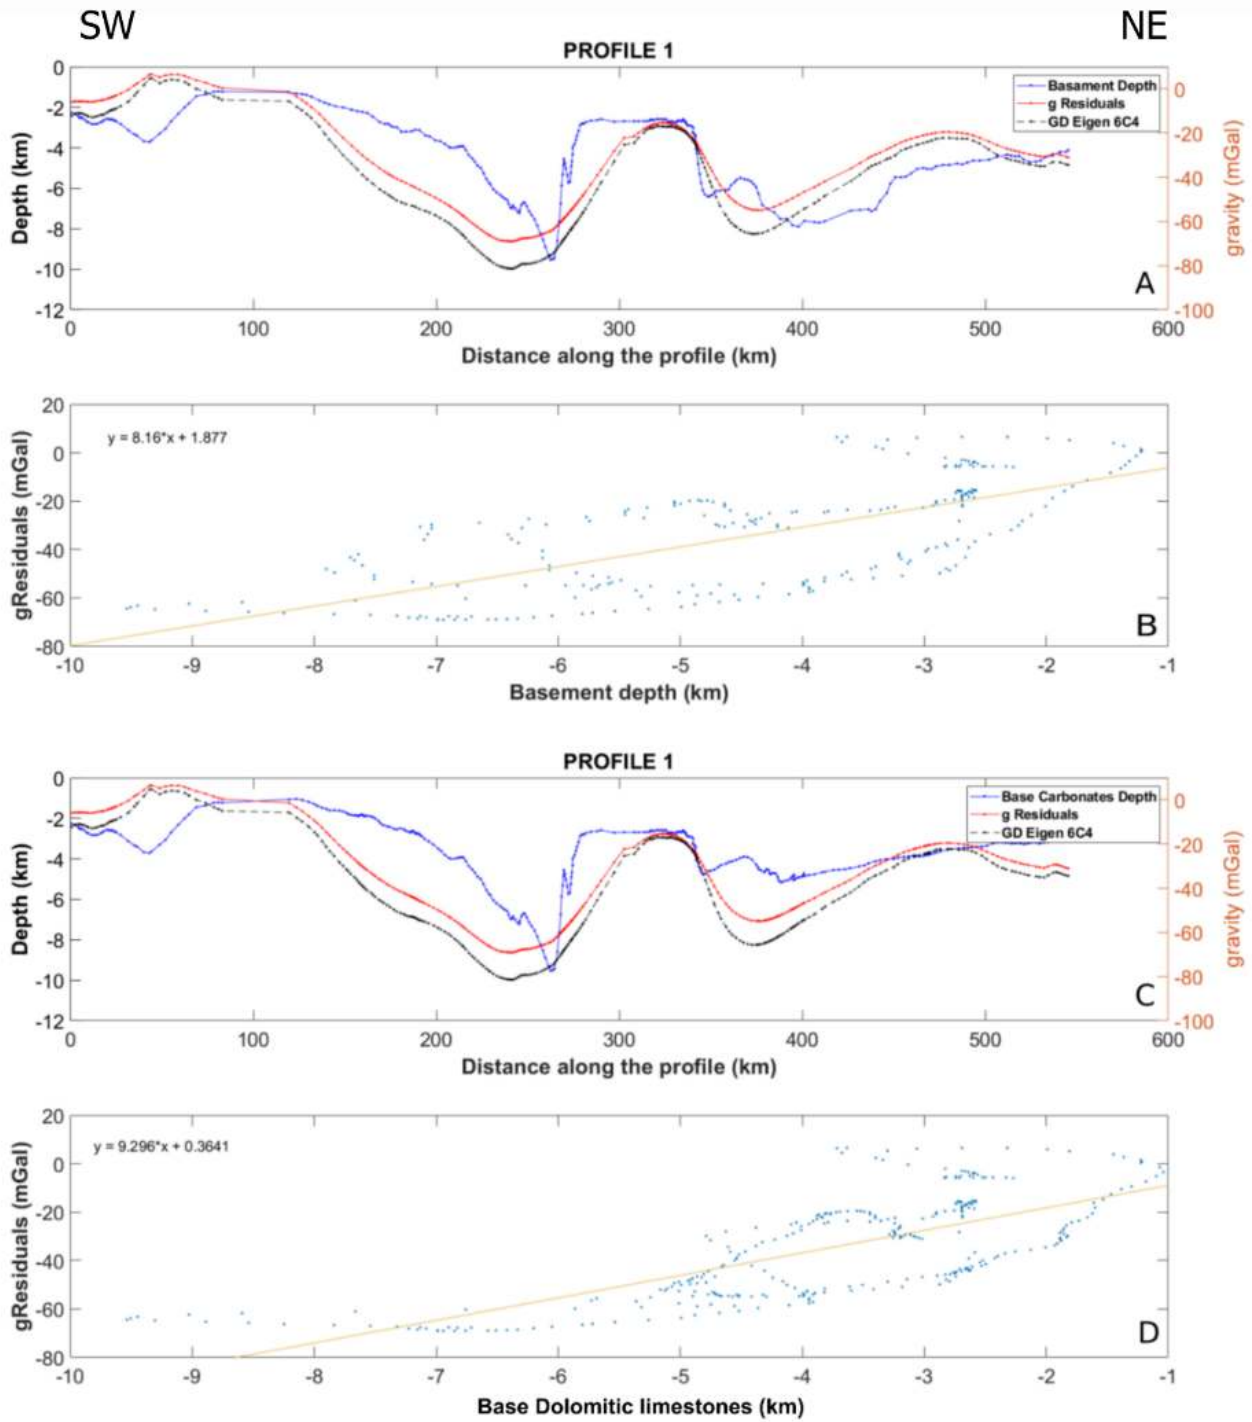 SW NE
PROFILE 1
0
-2
-4
-6
-8
-10
-12
Depth (km)
Basament Depth
g Residuals
GD Eigen 6C4
0
-20
-40
-60
-80
-100
gravity (mGal)
A
0 100 200 300 400 500 600
Distance along the profile (km)
20
0
-20
-40
-60
-80
gResiduals (mGal)
y = 8.16*x + 1.877
B
-10 -9 -8 -7 -6 -5 -4 -3 -2 -1
Basement depth (km)
PROFILE 1
0
-2
-4
-6
-8
-10
-12
Depth (km)
Base Carbonates Depth
g Residuals
GD Eigen 6C4
0
-20
-40
-60
-80
-100
gravity (mGal)
C
0 100 200 300 400 500 600
Distance along the profile (km)
20
0
-20
-40
-60
-80
gResiduals (mGal)
y = 9.296*x + 0.3641
D
-10 -9 -8 -7 -6 -5 -4 -3 -2 -1
Base Dolomitic limestones (km)